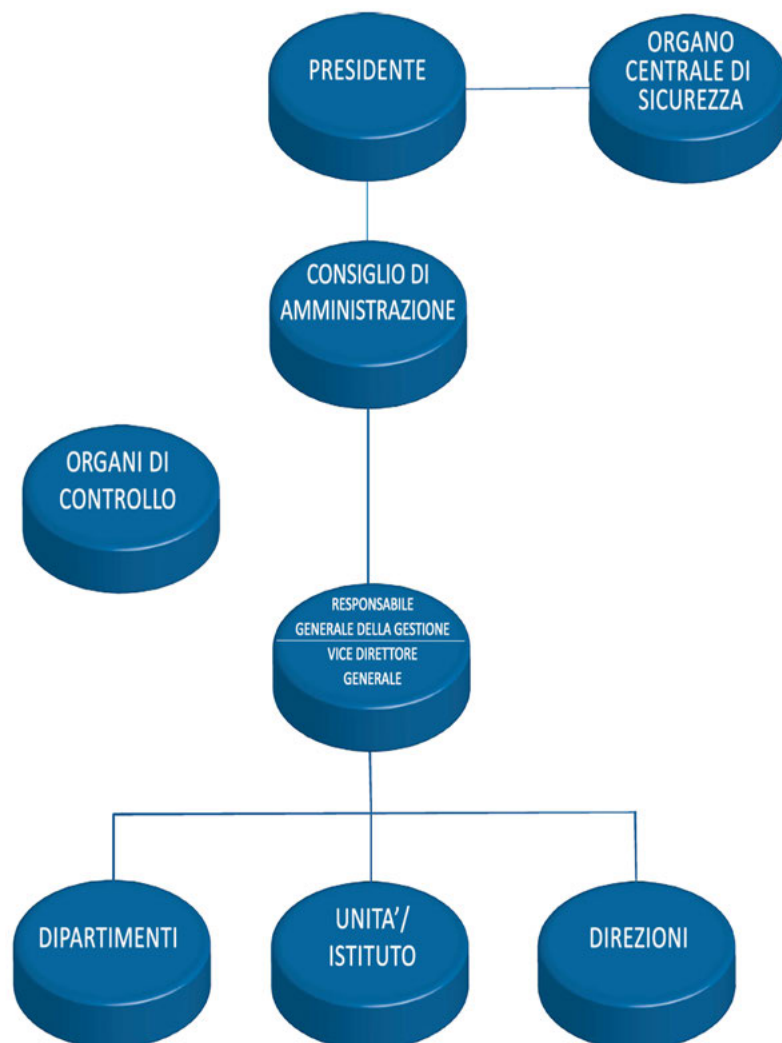 PRESIDENTE
ORGANO
CENTRALE DI
SICUREZZA
CONSIGLIO DI
AMMINISTRAZIONE
ORGANI DI
CONTROLLO
RESPONSABILE
GENERALE DELLA GESTIONE
VICE DIRETTORE
GENERALE
DIPARTIMENTI
UNITA'/
ISTITUTO
DIREZIONI